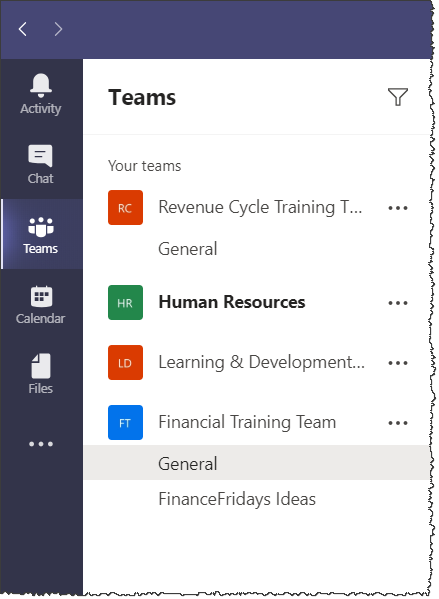 Activity
Chat
Teams
Calendar
Files
Teams
Your teams
RC Revenue Cycle Training T...
General
HR Human Resources
LD Learning & Development...
FT Financial Training Team
General
FinanceFridays Ideas